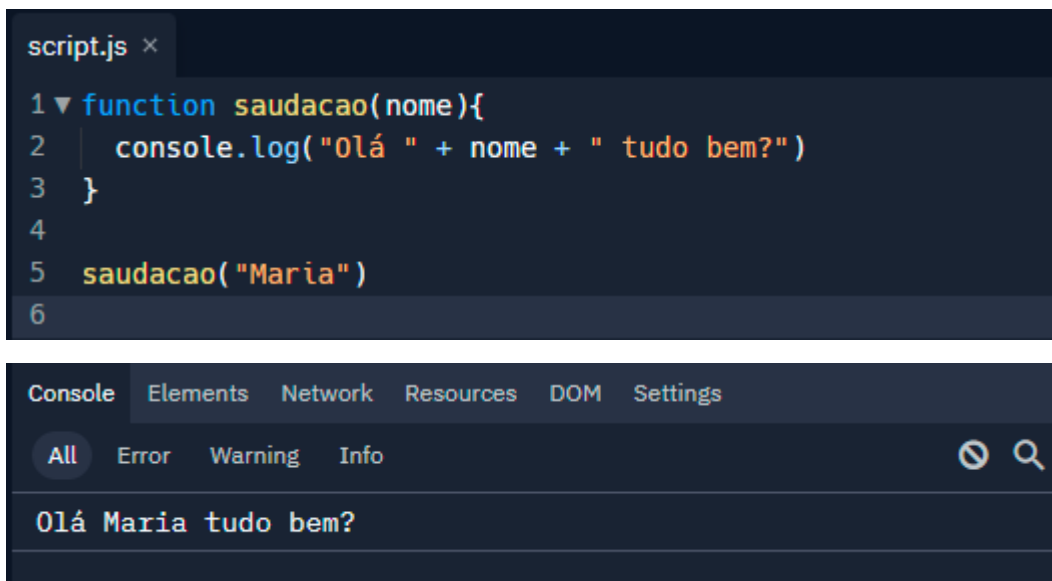 script.js ×
1 ▼ function saudacao(nome){
2 console.log("Olá " + nome + " tudo bem?")
3 }
4
5 saudacao("Maria")
6
Console Elements Network Resources DOM Settings
All Error Warning Info
Olá Maria tudo bem?